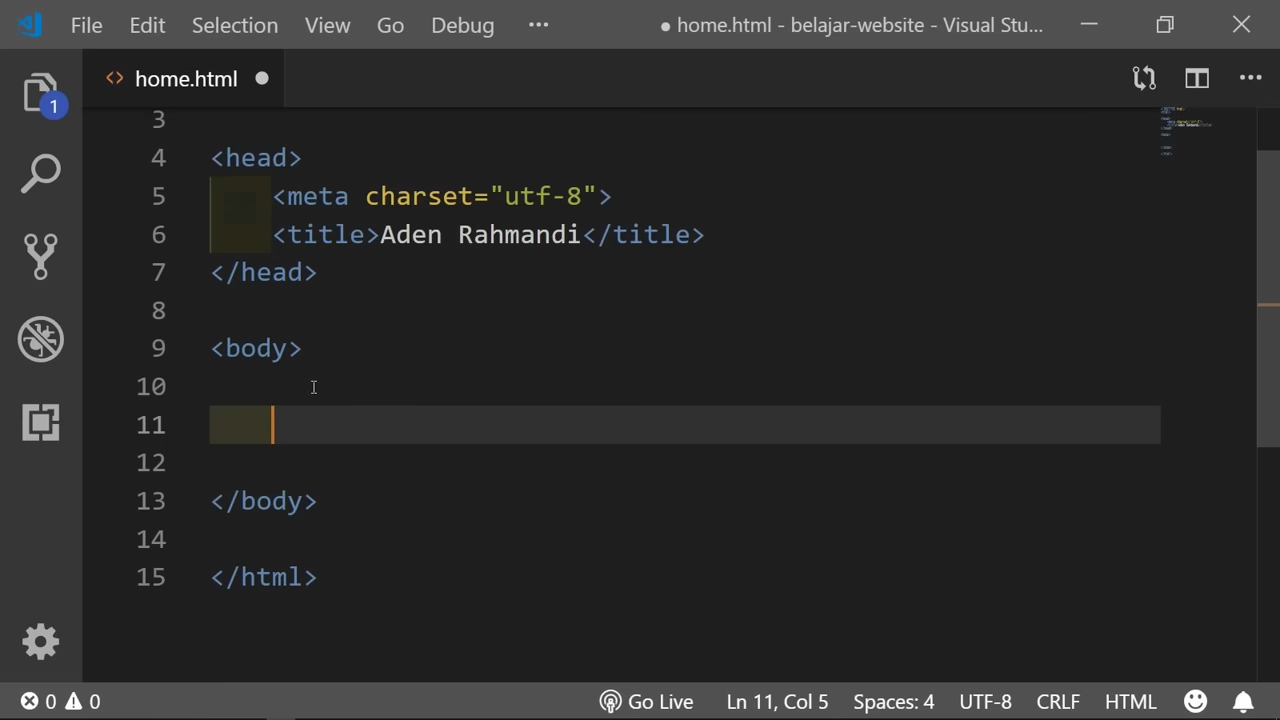 File Edit Selection View Go Debug ··· ● home.html - belajar-website - Visual Stu...
<> home.html ●
1
3
4 <head>
5 <meta charset="utf-8">
6 <title>Aden Rahmandi</title>
7 </head>
8
9 <body>
10
11
12
13 </body>
14
15 </html>
0 0 Go Live Ln 11, Col 5 Spaces: 4 UTF-8 CRLF HTML